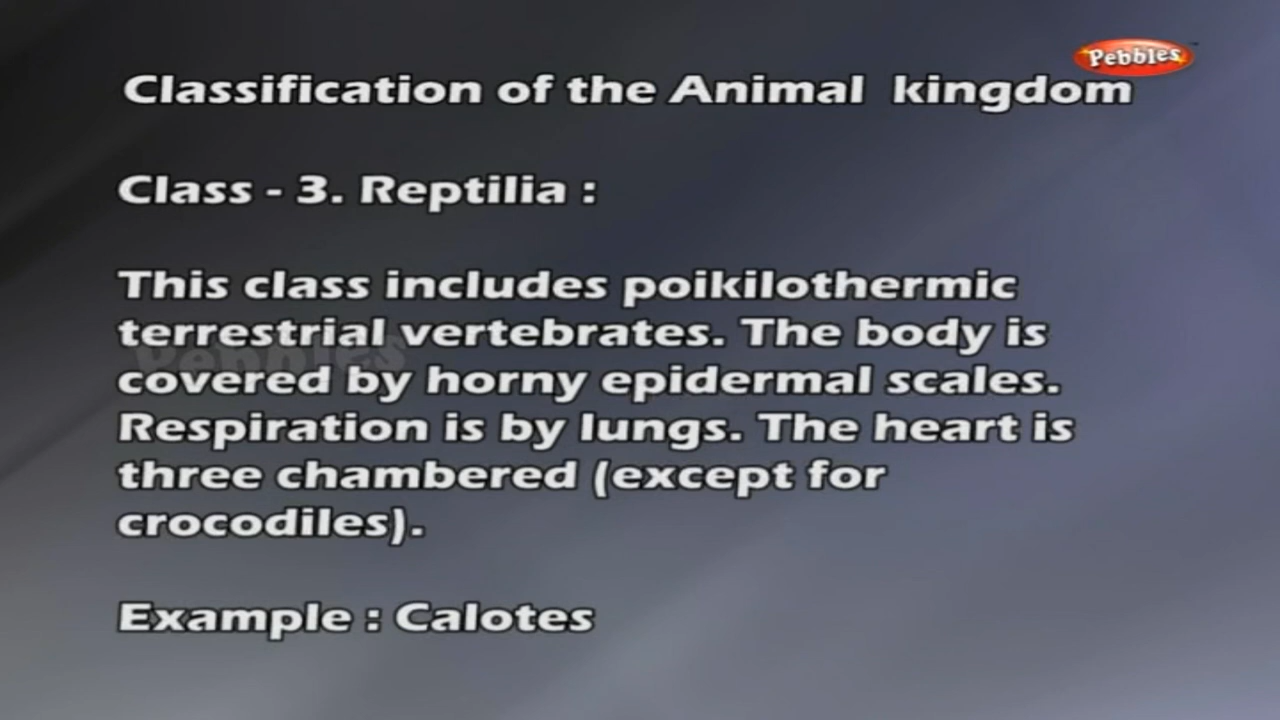 Pebbles
Classification of the Animal kingdom
Class - 3. Reptilia :
This class includes poikilothermic
terrestrial vertebrates. The body is
Pebbles
covered by horny epidermal scales.
Respiration is by lungs. The heart is
three chambered (except for
crocodiles).
Example : Calotes